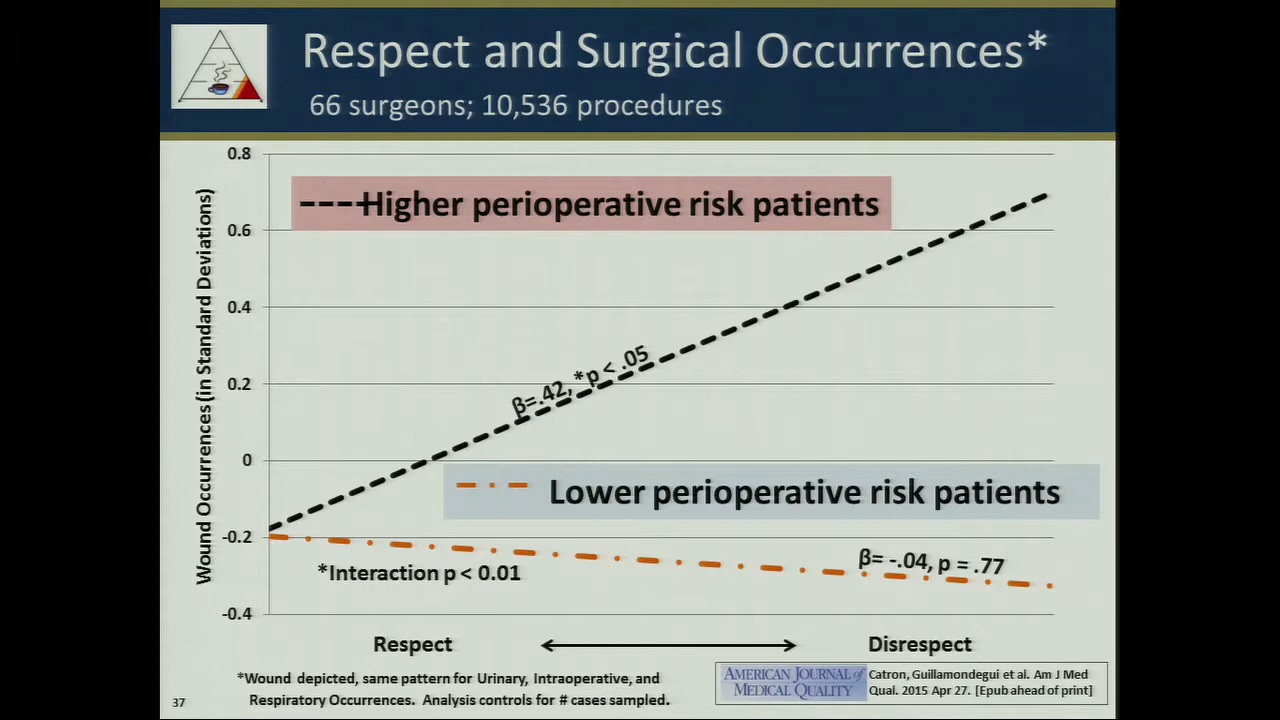 Respect and Surgical Occurrences*
66 surgeons; 10,536 procedures
Wound Occurrences (in Standard Deviations)
0.8
0.6
0.4
0.2
0
-0.2
-0.4
Higher perioperative risk patients
β=.42, *p < .05
Lower perioperative risk patients
β= -.04, p = .77
*Interaction p < 0.01
Respect
Disrespect
*Wound depicted, same pattern for Urinary, Intraoperative, and
Respiratory Occurrences. Analysis controls for # cases sampled.
AMERICAN JOURNAL of
MEDICAL QUALITY
Catron, Guillamondegui et al. Am J Med
Qual. 2015 Apr 27. [Epub ahead of print]
37